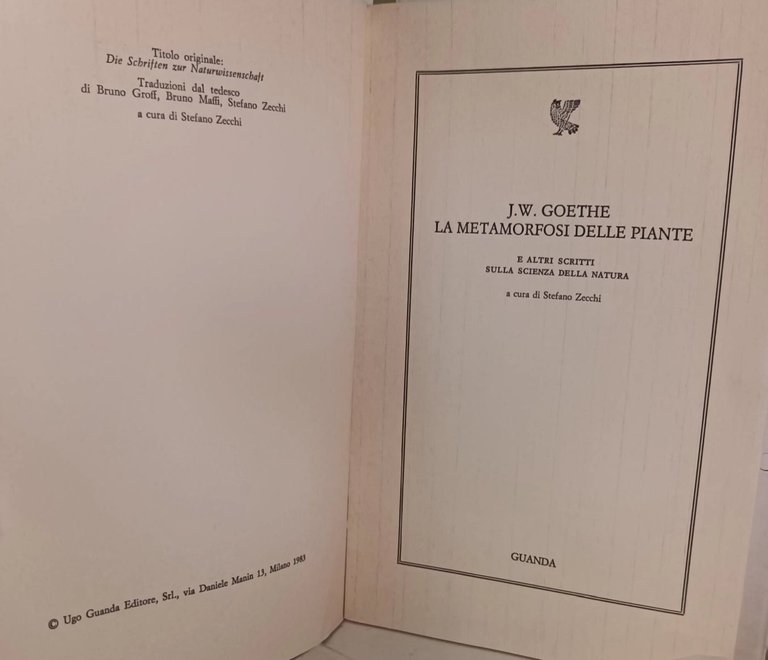 Titolo originale:
Die Schriften zur Naturwissenschaft
Traduzioni dal tedesco
di Bruno Groff, Bruno Maffi, Stefano Zecchi
a cura di Stefano Zecchi
© Ugo Guanda Editore, Srl., via Daniele Manin 13, Milano 1983
J.W. GOETHE
LA METAMORFOSI DELLE PIANTE
E ALTRI SCRITTI
SULLA SCIENZA DELLA NATURA
a cura di Stefano Zecchi
GUANDA